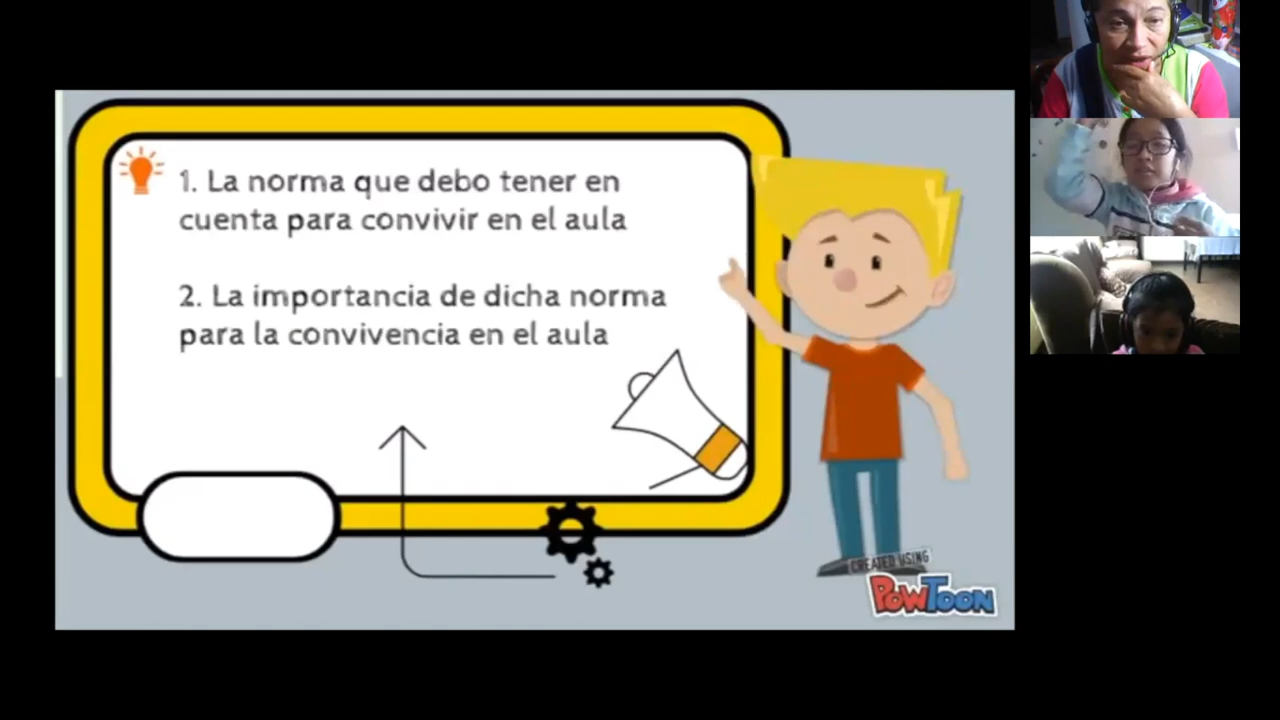 1. La norma que debo tener en
cuenta para convivir en el aula
2. La importancia de dicha norma
para la convivencia en el aula
CREATED USING
POWTOON